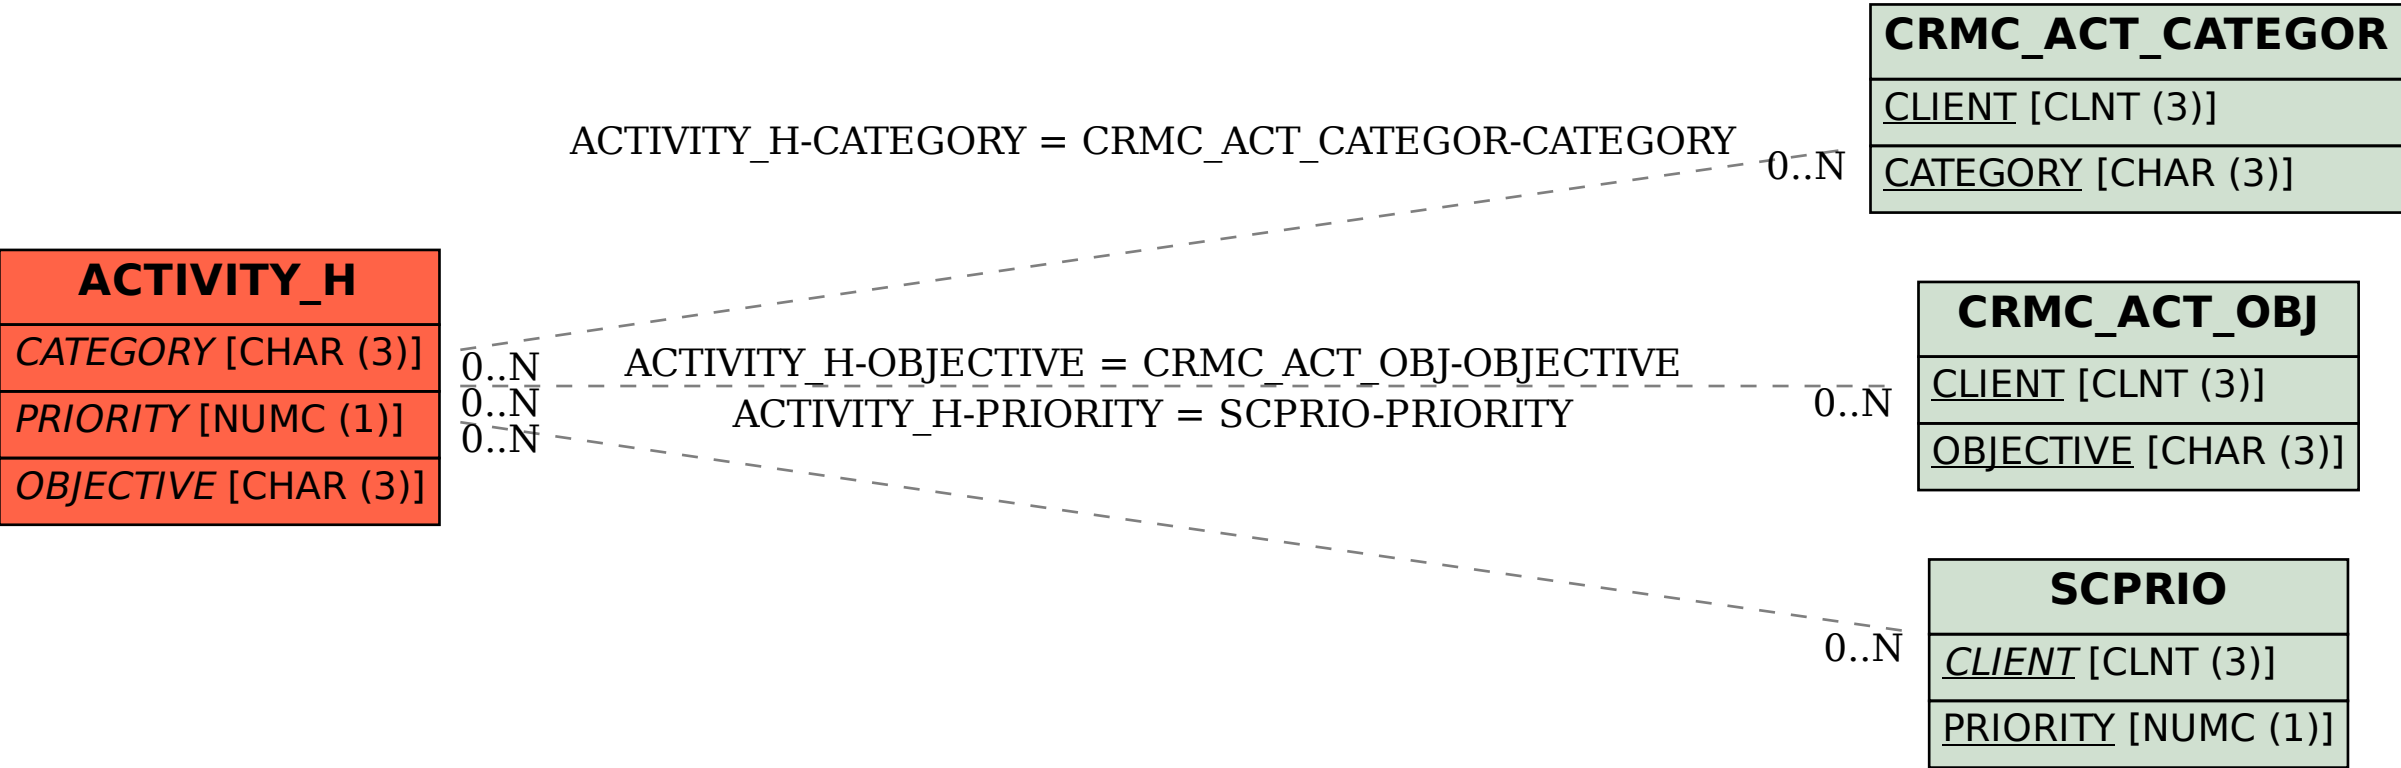 CRMC_ACT_CATEGOR
CLIENT [CLNT (3)]
CATEGORY [CHAR (3)]
ACTIVITY_H-CATEGORY = CRMC_ACT_CATEGOR-CATEGORY
0..N
ACTIVITY_H
CATEGORY [CHAR (3)]
PRIORITY [NUMC (1)]
OBJECTIVE [CHAR (3)]
0..N
0..N
0..N
ACTIVITY_H-OBJECTIVE = CRMC_ACT_OBJ-OBJECTIVE
ACTIVITY_H-PRIORITY = SCPRIO-PRIORITY
0..N
CRMC_ACT_OBJ
CLIENT [CLNT (3)]
OBJECTIVE [CHAR (3)]
0..N
SCPRIO
CLIENT [CLNT (3)]
PRIORITY [NUMC (1)]